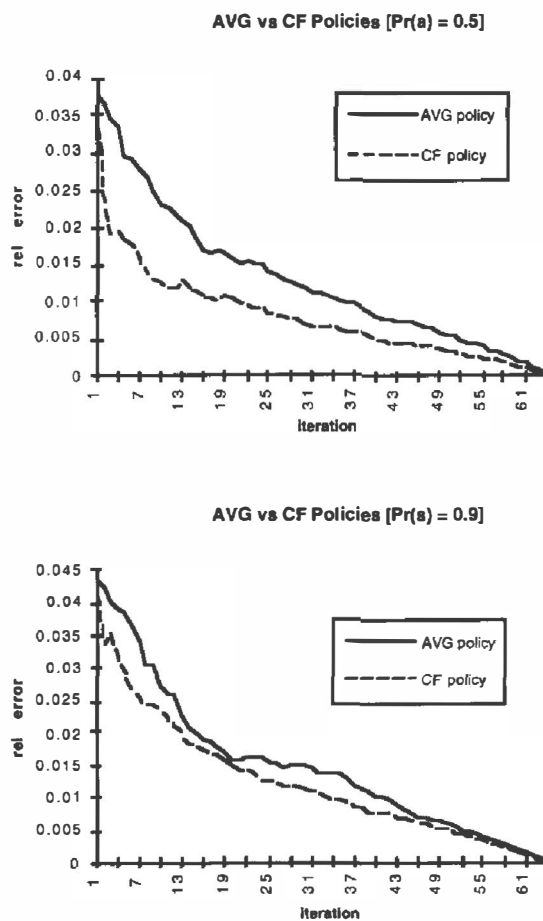 AVG vs CF Policies [Pr(a) = 0.5]
0.04
0.035
0.03
0.025
0.02
0.015
0.01
0.005
0
rel error
AVG policy
CF policy
1 7 13 19 25 31 37 43 49 55 61
iteration
AVG vs CF Policies [Pr(s) = 0.9]
0.045
0.04
0.035
0.03
0.025
0.02
0.015
0.01
0.005
0
rel error
AVG policy
CF policy
1 7 13 19 25 31 37 43 49 55 61
iteration